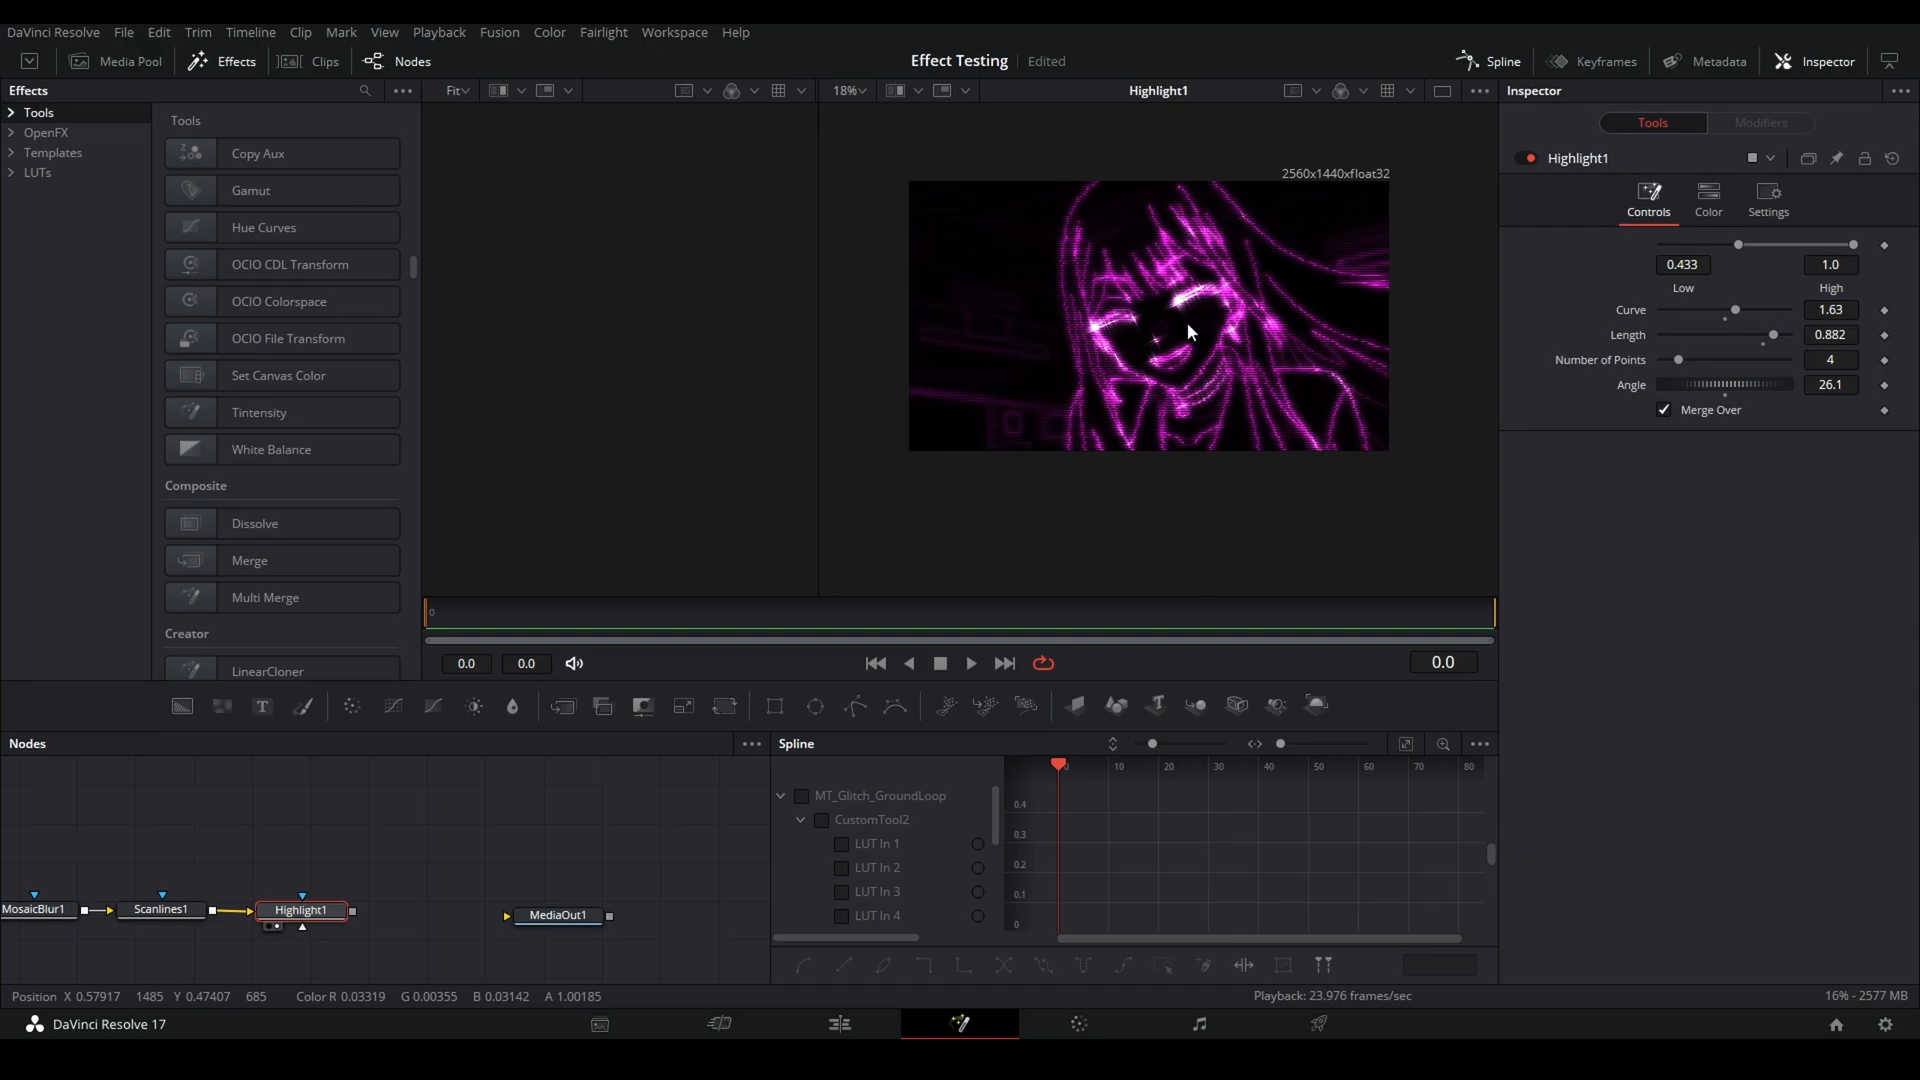 DaVinci Resolve File Edit Trim Timeline Clip Mark View Playback Fusion Color Fairlight Workspace Help
Media Pool Effects Clips Nodes Effect Testing Edited Spline Keyframes Metadata Inspector
Effects Fit 18% Highlight1 Inspector
Tools
OpenFX
Templates
LUTs
Tools
Copy Aux
Gamut
Hue Curves
OCIO CDL Transform
OCIO Colorspace
OCIO File Transform
Set Canvas Color
Tintensity
White Balance
Composite
Dissolve
Merge
Multi Merge
Creator
LinearCloner
2560x1440xfloat32
Tools Modifiers
Highlight1
Controls Color Settings
0.433 1.0
Low High
Curve 1.63
Length 0.882
Number of Points 4
Angle 26.1
Merge Over
0
0.0 0.0 0.0
Nodes
MosaicBlur1 Scanlines1 Highlight1 MediaOut1
Spline
MT_Glitch_GroundLoop
CustomTool2
LUT In 1
LUT In 2
LUT In 3
LUT In 4
0 10 20 30 40 50 60 70 80
0.4
0.3
0.2
0.1
0
Position X 0.57917 1485 Y 0.47407 685 Color R 0.03319 G 0.00355 B 0.03142 A 1.00185 Playback: 23.976 frames/sec 16% - 2577 MB
DaVinci Resolve 17